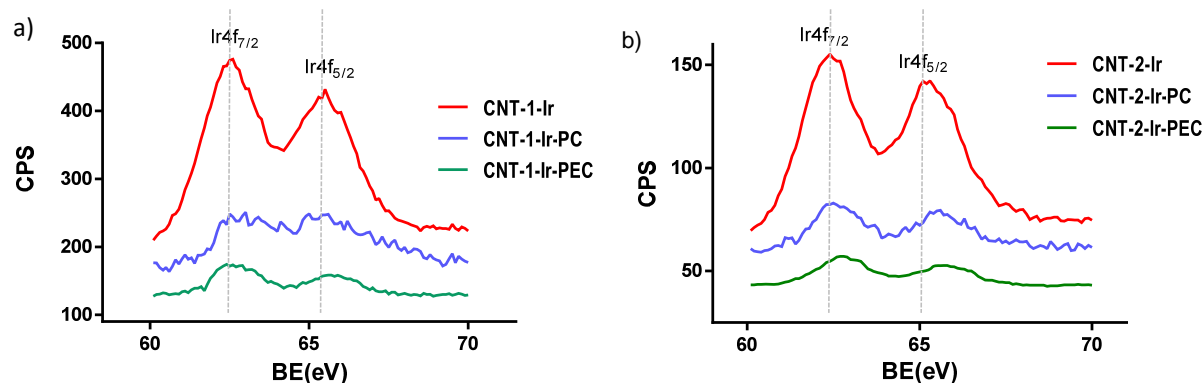 a)
Ir4f7/2
Ir4f5/2
500
400
300
200
100
CPS
60
65
70
BE(eV)
CNT-1-Ir
CNT-1-Ir-PC
CNT-1-Ir-PEC
b)
Ir4f7/2
Ir4f5/2
150
100
50
CPS
60
65
70
BE(eV)
CNT-2-Ir
CNT-2-Ir-PC
CNT-2-Ir-PEC